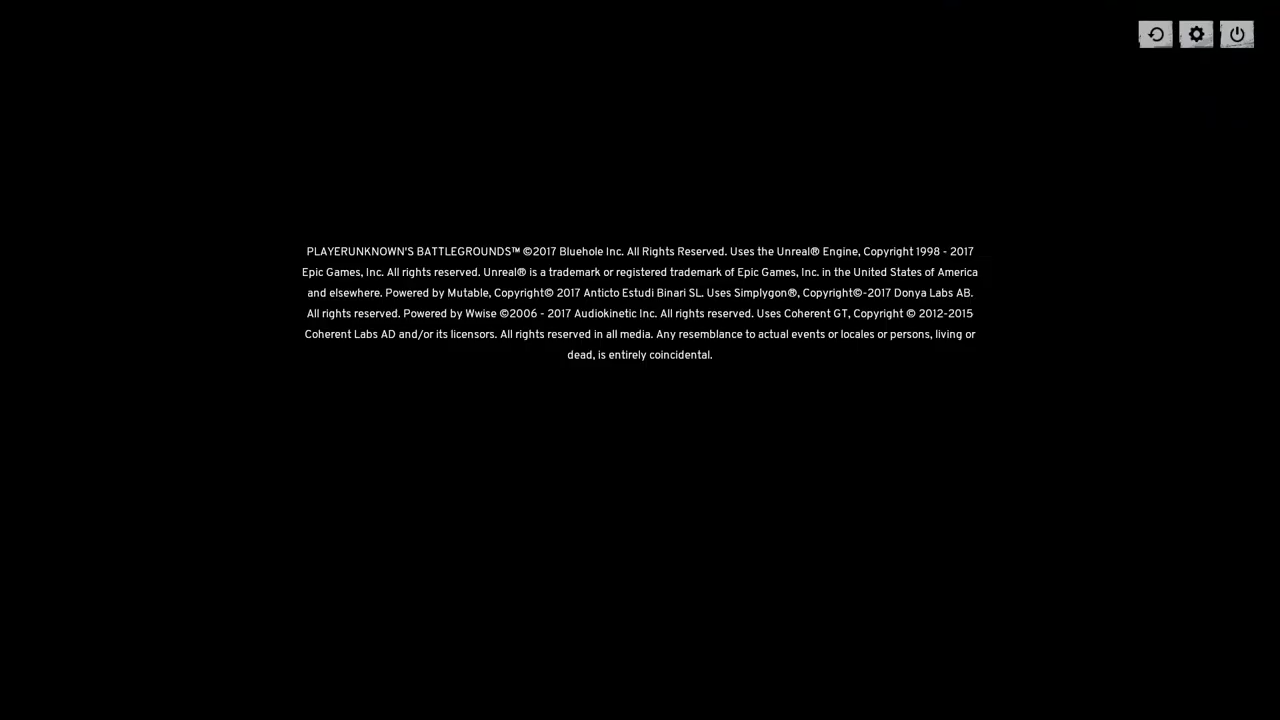 PLAYERUNKNOWN'S BATTLEGROUNDS™ ©2017 Bluehole Inc. All Rights Reserved. Uses the Unreal® Engine, Copyright 1998 - 2017
Epic Games, Inc. All rights reserved. Unreal® is a trademark or registered trademark of Epic Games, Inc. in the United States of America
and elsewhere. Powered by Mutable, Copyright© 2017 Anticto Estudi Binari SL. Uses Simplygon®, Copyright©-2017 Donya Labs AB.
All rights reserved. Powered by Wwise ©2006 - 2017 Audiokinetic Inc. All rights reserved. Uses Coherent GT, Copyright © 2012-2015
Coherent Labs AD and/or its licensors. All rights reserved in all media. Any resemblance to actual events or locales or persons, living or
dead, is entirely coincidental.